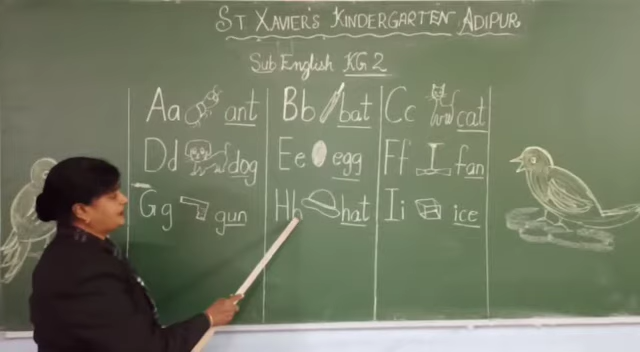 ST XAVIER'S KINDERGARTEN ADIPUR
Sub English KG 2
Aa ant Bb bat Cc cat
Dd dog Ee egg Ff fan
Gg gun Hh hat Ii ice